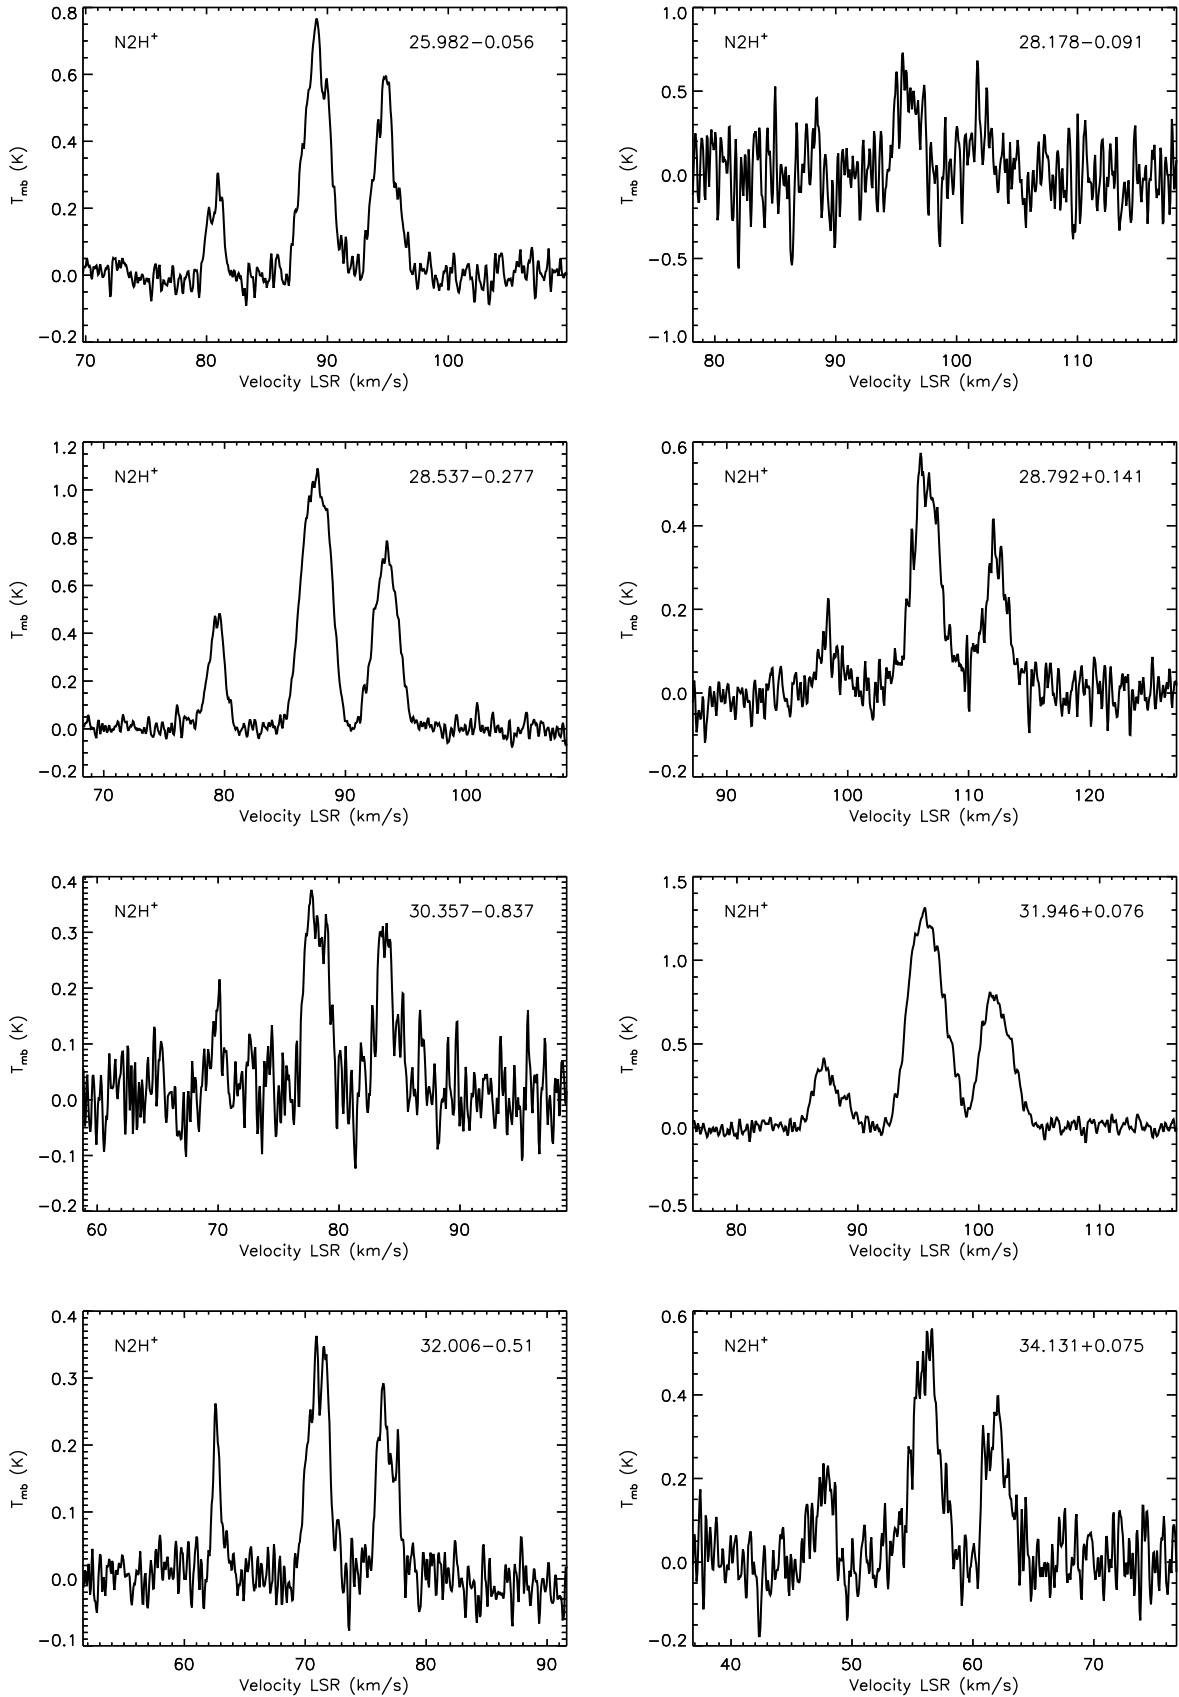 0.8
N2H+ 25.982−0.056
0.6
0.4
0.2
0.0
−0.2
Tmb (K)
70 80 90 100
Velocity LSR (km/s)
1.0
N2H+ 28.178−0.091
0.5
0.0
−0.5
−1.0
Tmb (K)
80 90 100 110
Velocity LSR (km/s)
1.2
N2H+ 28.537−0.277
1.0
0.8
0.6
0.4
0.2
0.0
−0.2
Tmb (K)
70 80 90 100
Velocity LSR (km/s)
0.6
N2H+ 28.792+0.141
0.4
0.2
0.0
−0.2
Tmb (K)
90 100 110 120
Velocity LSR (km/s)
0.4
N2H+ 30.357−0.837
0.3
0.2
0.1
0.0
−0.1
−0.2
Tmb (K)
60 70 80 90
Velocity LSR (km/s)
1.5
N2H+ 31.946+0.076
1.0
0.5
0.0
−0.5
Tmb (K)
80 90 100 110
Velocity LSR (km/s)
0.4
N2H+ 32.006−0.51
0.3
0.2
0.1
0.0
−0.1
Tmb (K)
60 70 80 90
Velocity LSR (km/s)
0.6
N2H+ 34.131+0.075
0.4
0.2
0.0
−0.2
Tmb (K)
40 50 60 70
Velocity LSR (km/s)